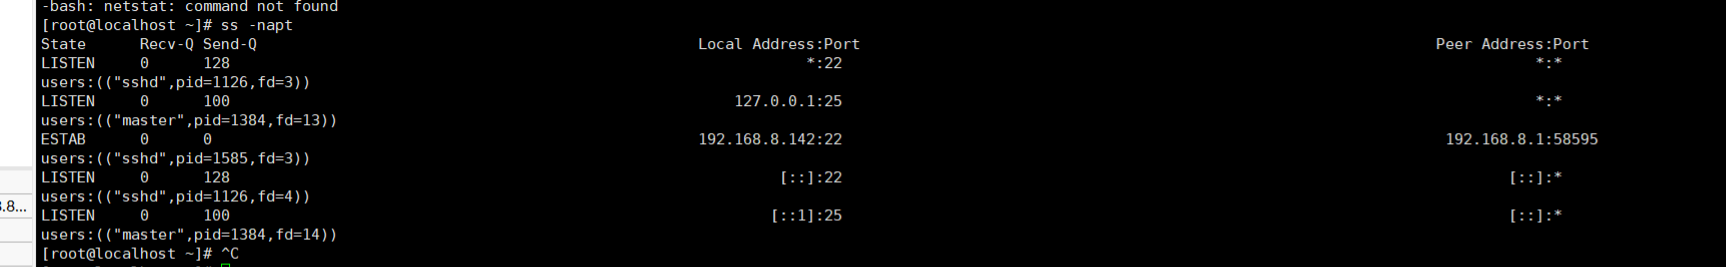 -bash: netstat: command not found
[root@localhost ~]# ss -napt
State Recv-Q Send-Q Local Address:Port Peer Address:Port
LISTEN 0 128 *:22 *:*
users:(("sshd",pid=1126,fd=3))
LISTEN 0 100 127.0.0.1:25 *:*
users:(("master",pid=1384,fd=13))
ESTAB 0 0 192.168.8.142:22 192.168.8.1:58595
users:(("sshd",pid=1585,fd=3))
LISTEN 0 128 [::]:22 [::]:*
users:(("sshd",pid=1126,fd=4))
.8...
LISTEN 0 100 [::1]:25 [::]:*
users:(("master",pid=1384,fd=14))
[root@localhost ~]# ^C